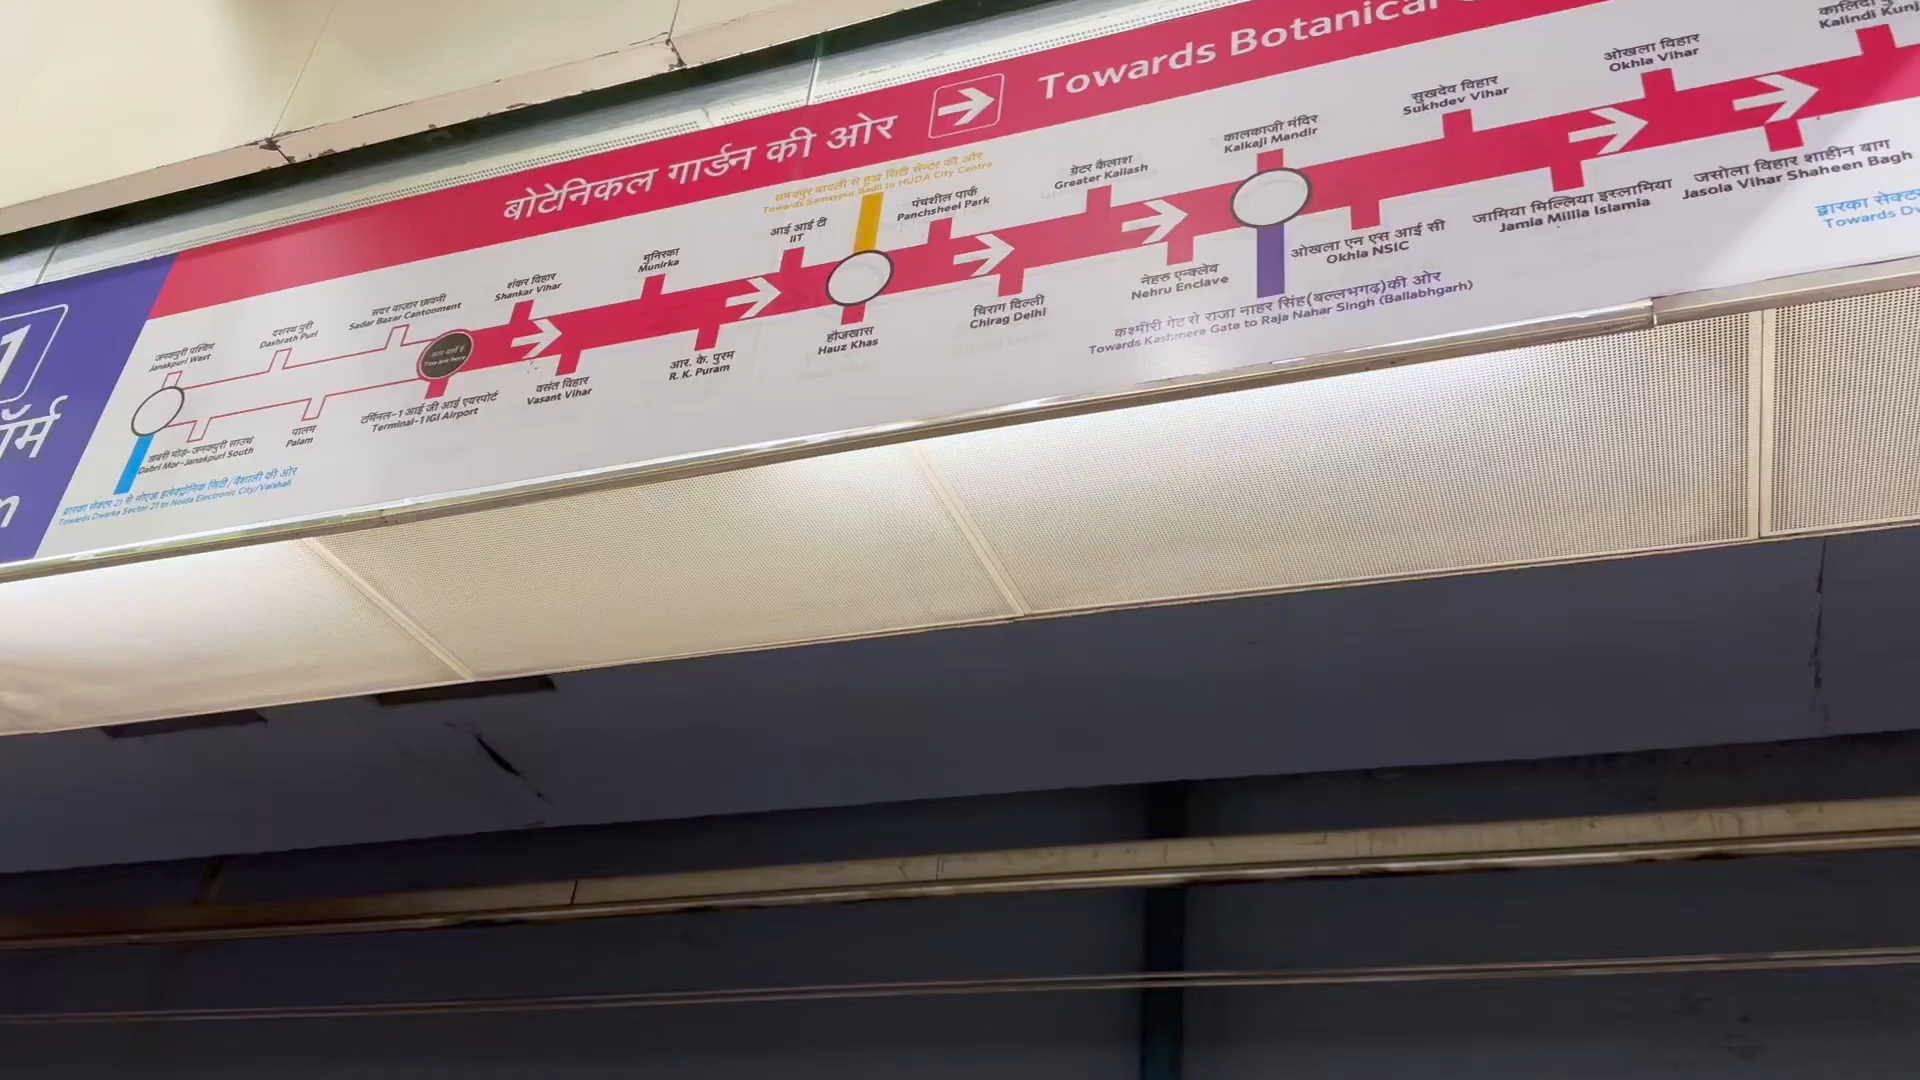 बोटेनिकल गार्डन की ओर
Towards Botanical
1
जनकपुरी पश्चिम
Janakpuri West
दशरथ पुरी
Dashrath Puri
सदर बाज़ार छावनी
Sadar Bazar Cantonment
शंकर विहार
Shankar Vihar
मुनिरका
Munirka
आई आई टी
IIT
समयपुर बादली से हुडा सिटी सेन्टर की ओर
Towards Samaypur Badli to HUDA City Centre
पंचशील पार्क
Panchsheel Park
ग्रेटर कैलाश
Greater Kailash
कालकाजी मंदिर
Kalkaji Mandir
सुखदेव विहार
Sukhdev Vihar
ओखला विहार
Okhla Vihar
Kalindi Kunj
आप यहाँ हैं
You are here
डाबरी मोड़-जनकपुरी साउथ
Dabri Mor-Janakpuri South
पालम
Palam
टर्मिनल-1 आई जी आई एयरपोर्ट
Terminal-1 IGI Airport
वसंत विहार
Vasant Vihar
आर. के. पुरम
R. K. Puram
हौजखास
Hauz Khas
चिराग दिल्ली
Chirag Delhi
नेहरु एन्क्लेव
Nehru Enclave
ओखला एन एस आई सी
Okhla NSIC
जामिया मिल्लिया इस्लामिया
Jamia Millia Islamia
जसोला विहार शाहीन बाग
Jasola Vihar Shaheen Bagh
द्वारका सेक्टर 21 से नोएडा इलेक्ट्रॉनिक सिटी/वैशाली की ओर
Towards Dwarka Sector 21 to Noida Electronic City/Vaishali
कश्मीरी गेट से राजा नाहर सिंह(बल्लभगढ़)की ओर
Towards Kashmere Gate to Raja Nahar Singh (Ballabhgarh)
द्वारका
Towards